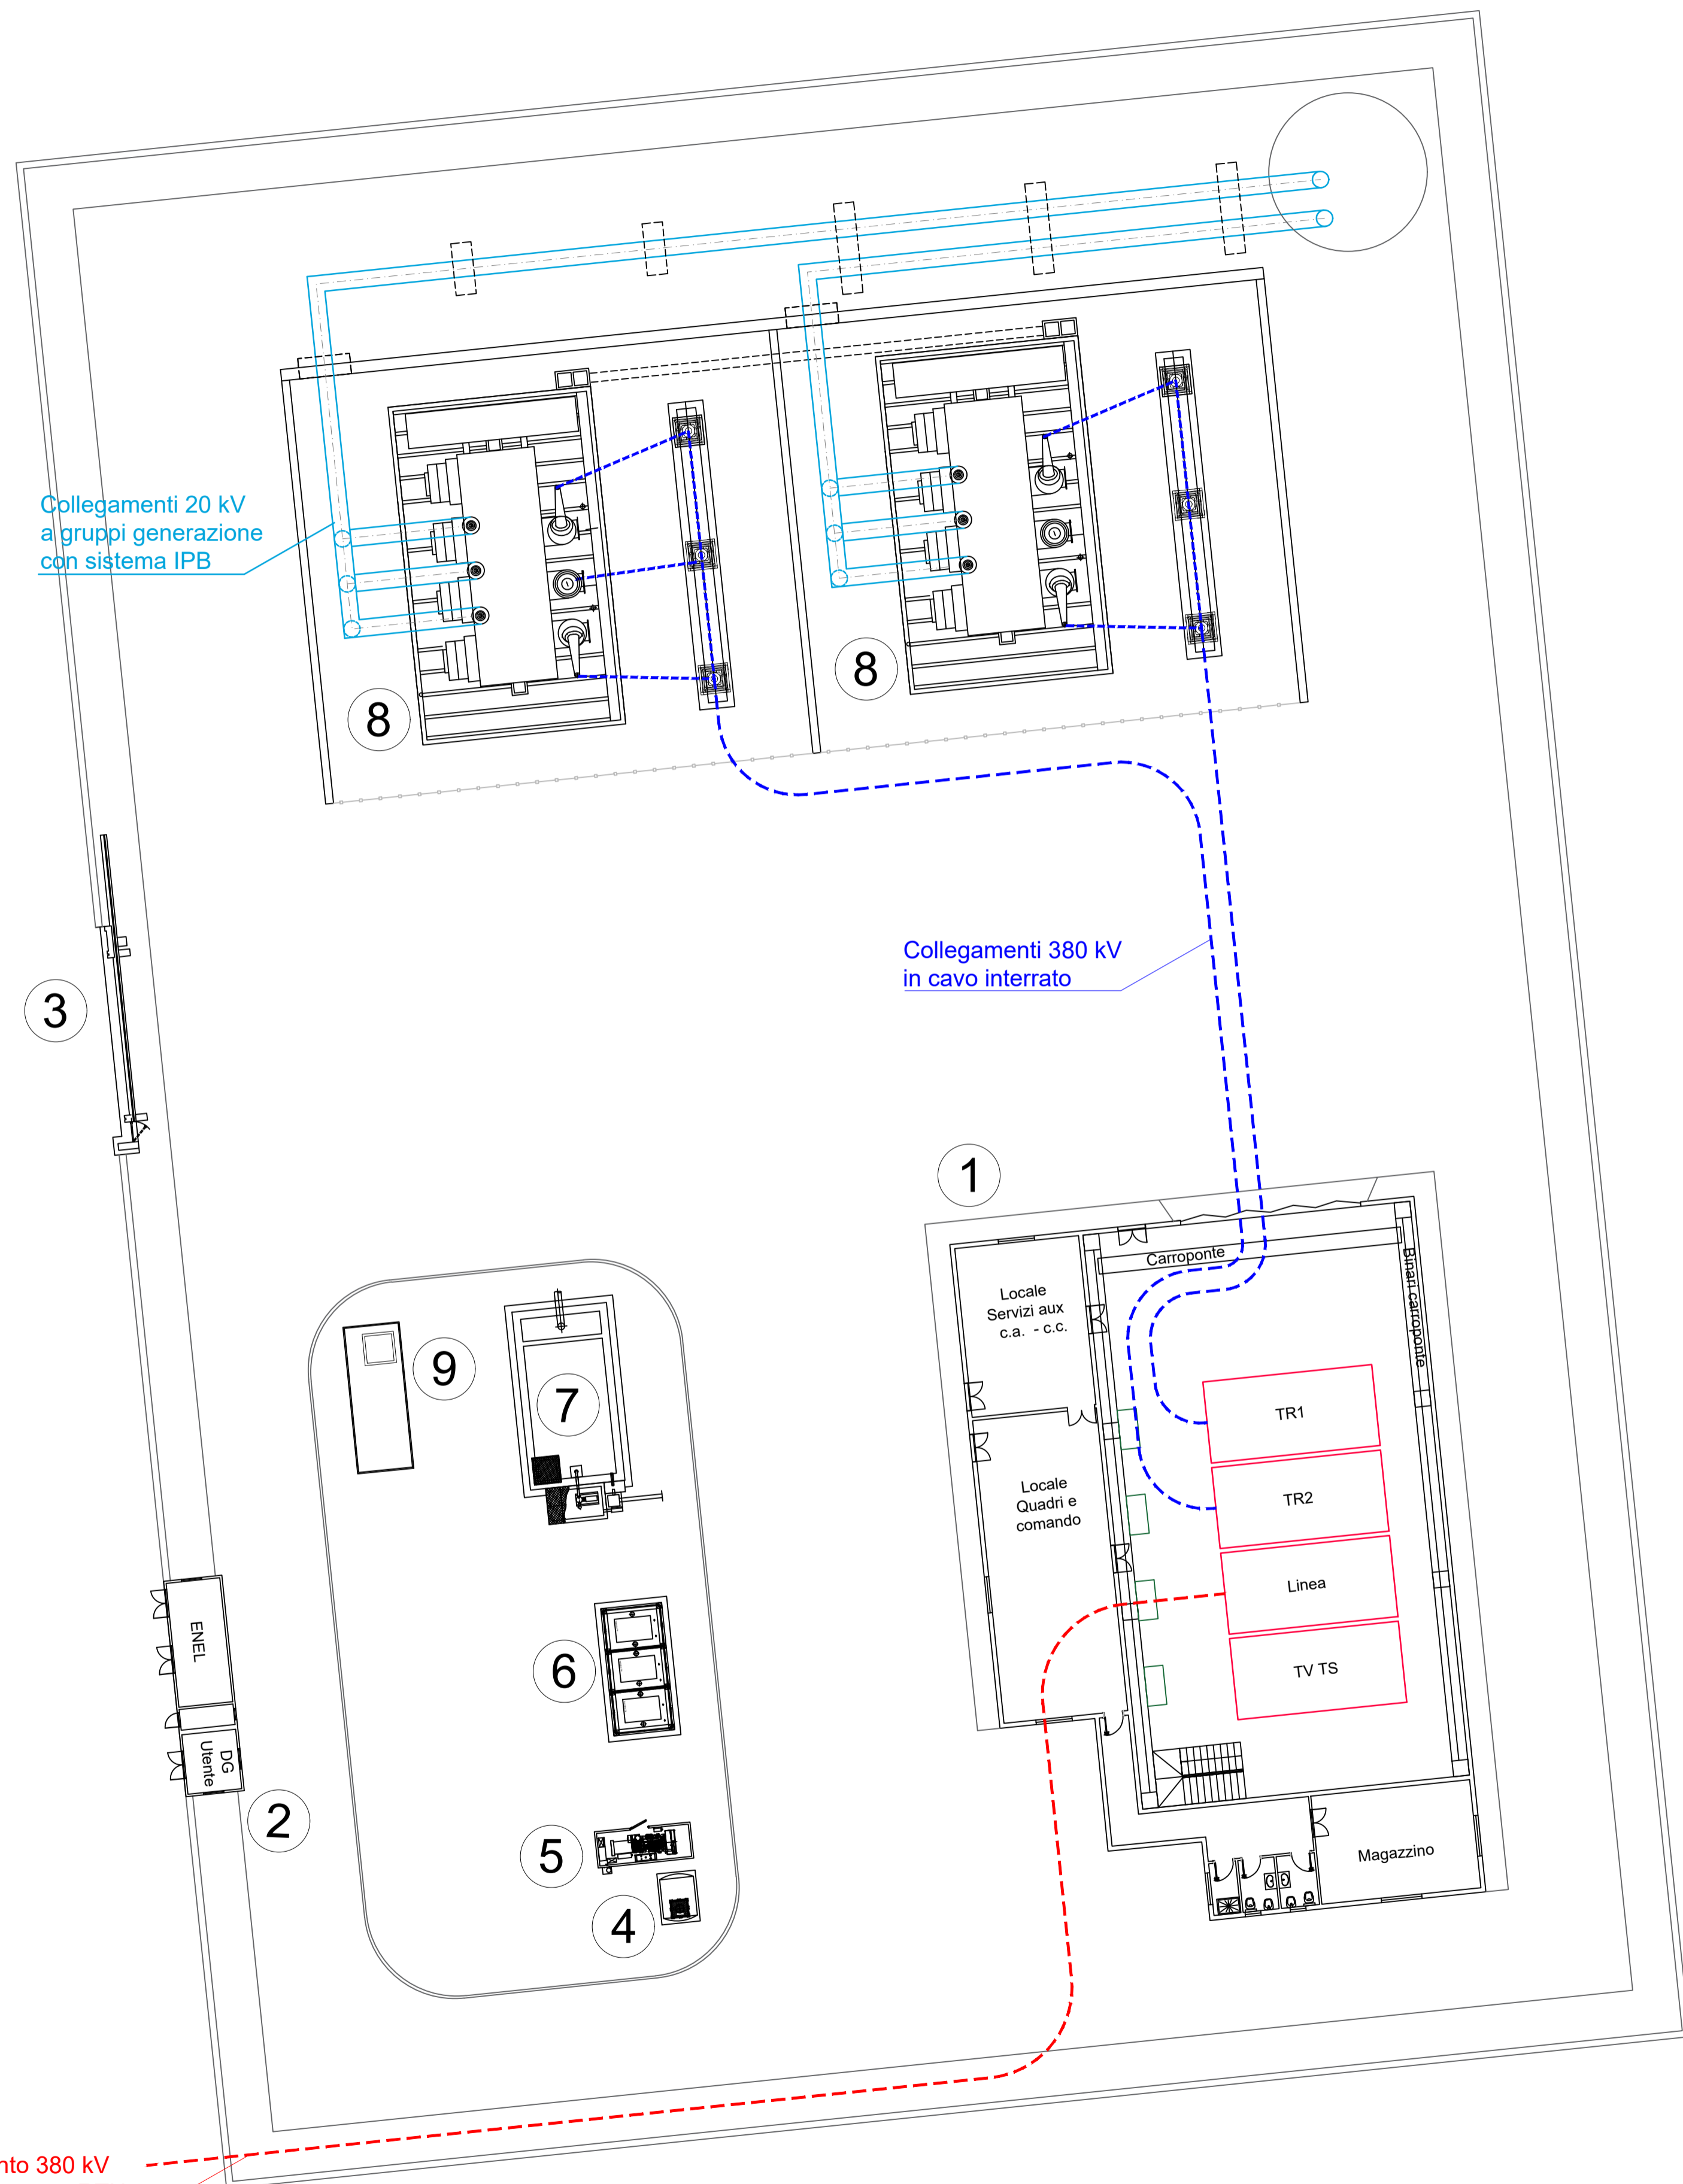 Collegamenti 20 kV
a gruppi generazione
con sistema IPB
8
8
3
Collegamenti 380 kV
in cavo interrato
1
Carroponte
Binari carroponte
Locale
Servizi aux
c.a. - c.c.
9
7
TR1
Locale
Quadri e
comando
TR2
Linea
ENEL
6
TV TS
DG
Utente
2
5
Magazzino
4
380 kV